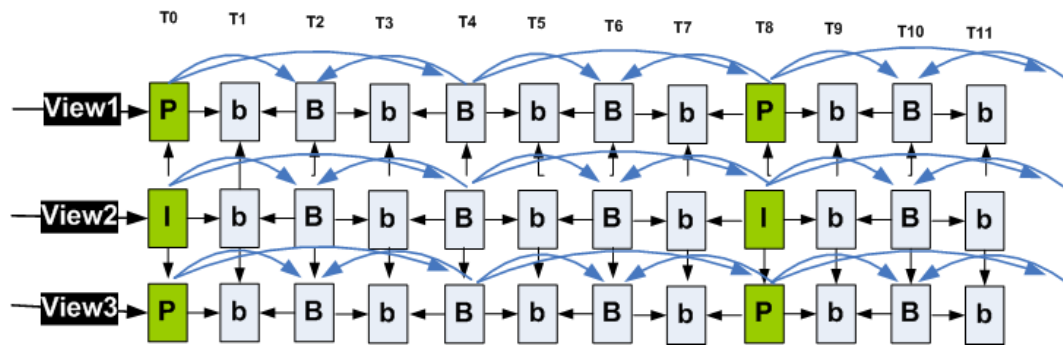 T0 T1 T2 T3 T4 T5 T6 T7 T8 T9 T10 T11
View1 P b B b B b B b P b B b
View2 I b B b B b B b I b B b
View3 P b B b B b B b P b B b